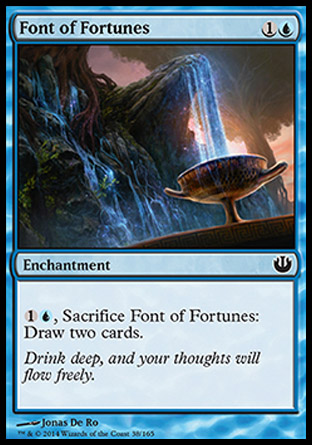 Font of Fortunes 1
Enchantment
1, Sacrifice Font of Fortunes:
Draw two cards.
Drink deep, and your thoughts will
flow freely.
Jonas De Ro
™ & © 2014 Wizards of the Coast 38/165